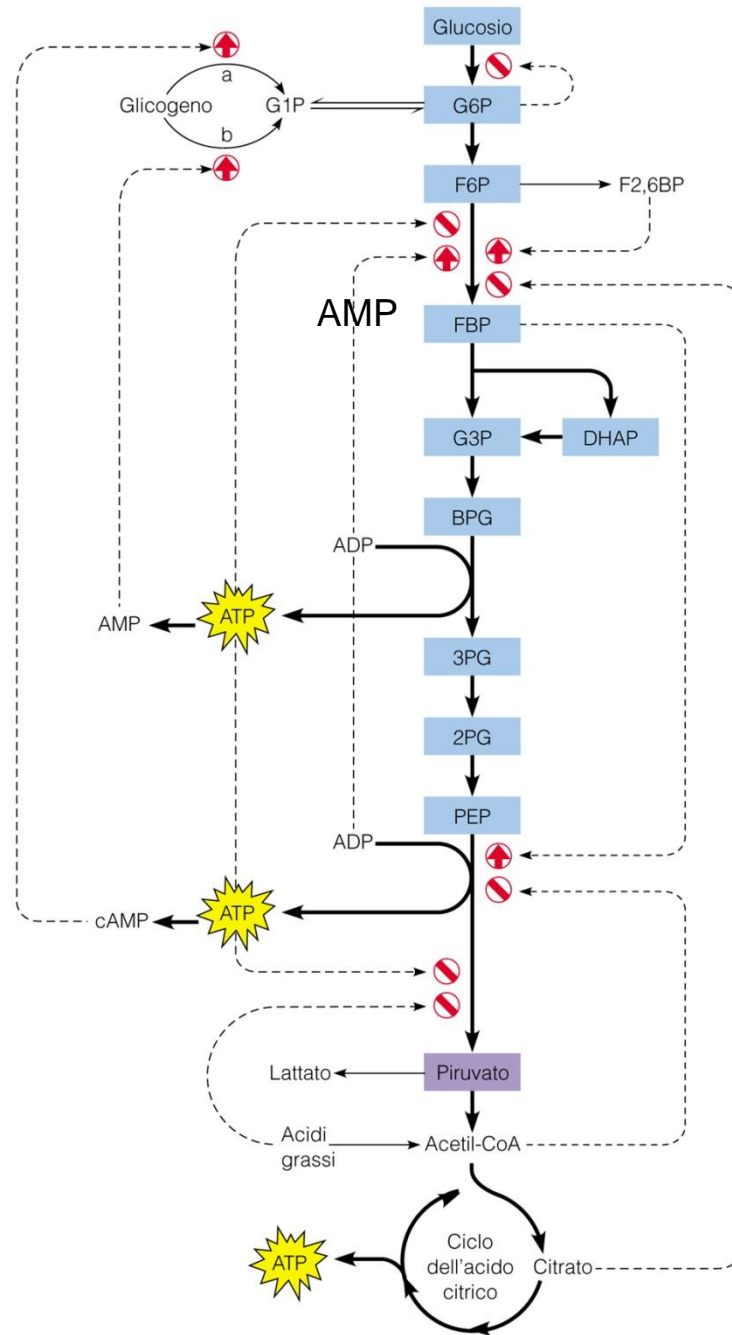 Glucosio
a
Glicogeno
G1P
G6P
b
F6P
F2,6BP
AMP
FBP
G3P
DHAP
BPG
ADP
ATP
AMP
3PG
2PG
PEP
ADP
ATP
cAMP
Lattato
Piruvato
Acidi
grassi
Acetil-CoA
Ciclo
dell'acido
citrico
Citrato
ATP